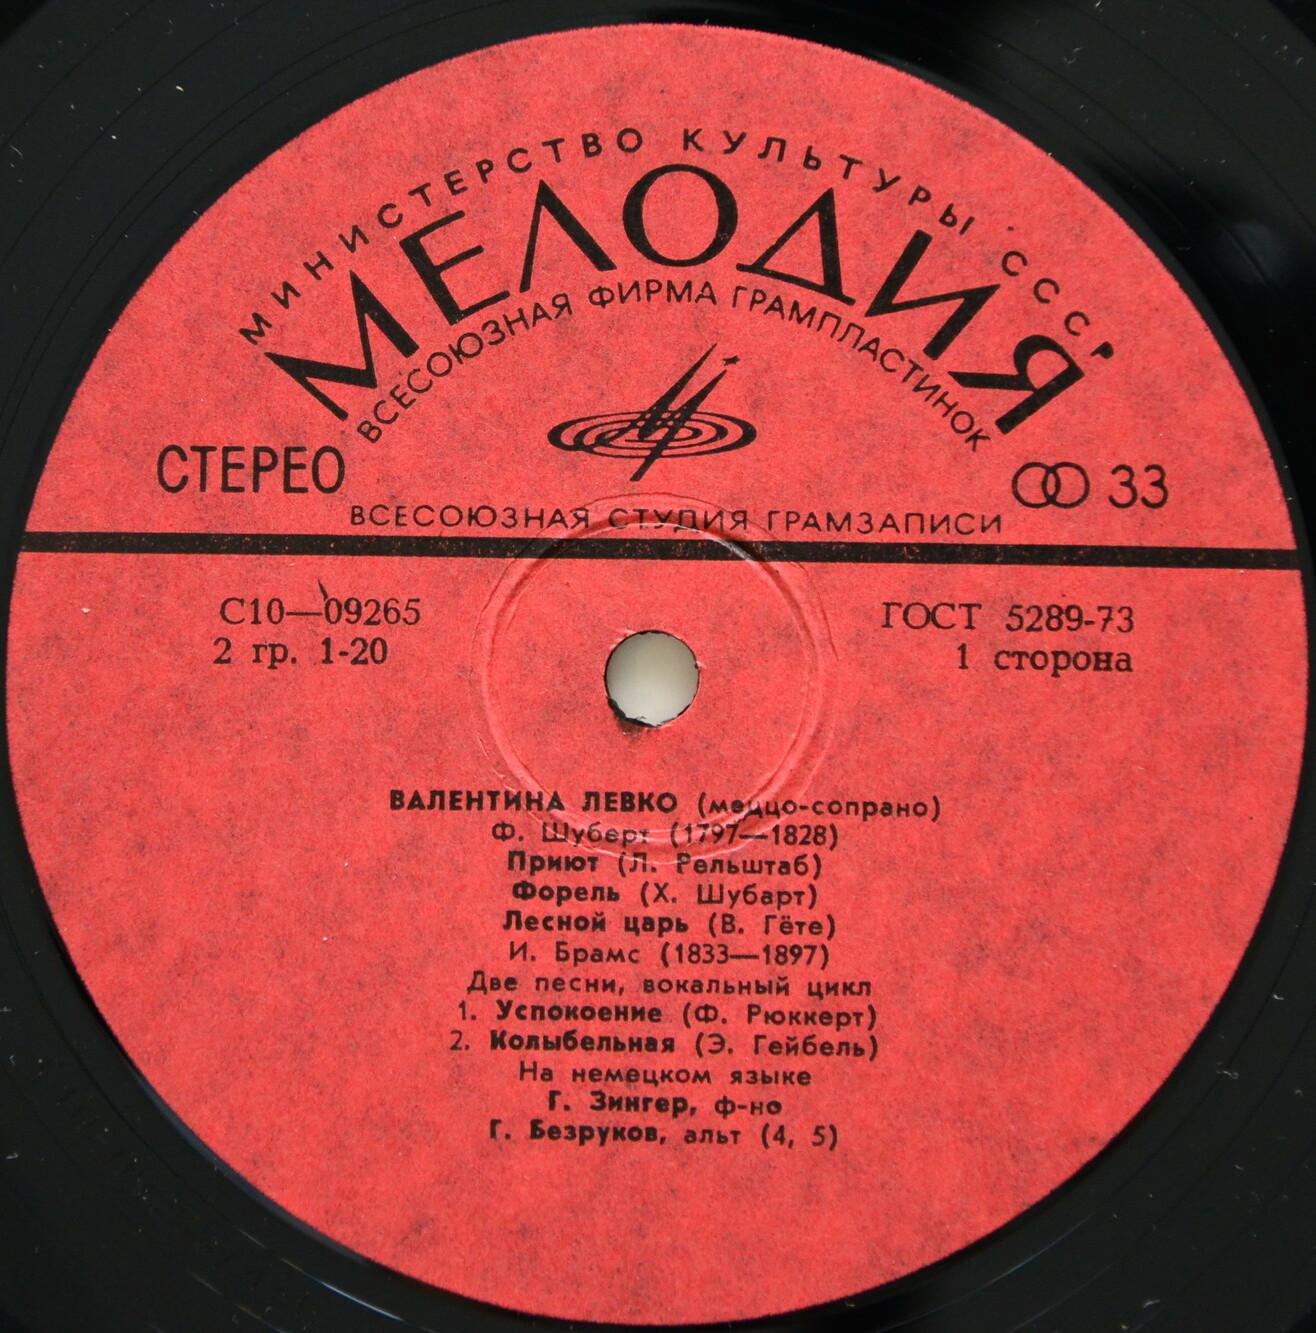 МИНИСТЕРСТВО КУЛЬТУРЫ СССР
МЕЛОДИЯ
ВСЕСОЮЗНАЯ ФИРМА ГРАМПЛАСТИНОК
СТЕРЕО
33
ВСЕСОЮЗНАЯ СТУДИЯ ГРАМЗАПИСИ
С10—09265
ГОСТ 5289-73
2 гр. 1-20
1 сторона
ВАЛЕНТИНА ЛЕВКО (меццо-сопрано)
Ф. Шуберт (1797—1828)
Приют (Л. Рельштаб)
Форель (Х. Шубарт)
Лесной царь (В. Гёте)
И. Брамс (1833—1897)
Две песни, вокальный цикл
1. Успокоение (Ф. Рюккерт)
2. Колыбельная (Э. Гейбель)
На немецком языке
Г. Зингер, ф-но
Г. Безруков, альт (4, 5)